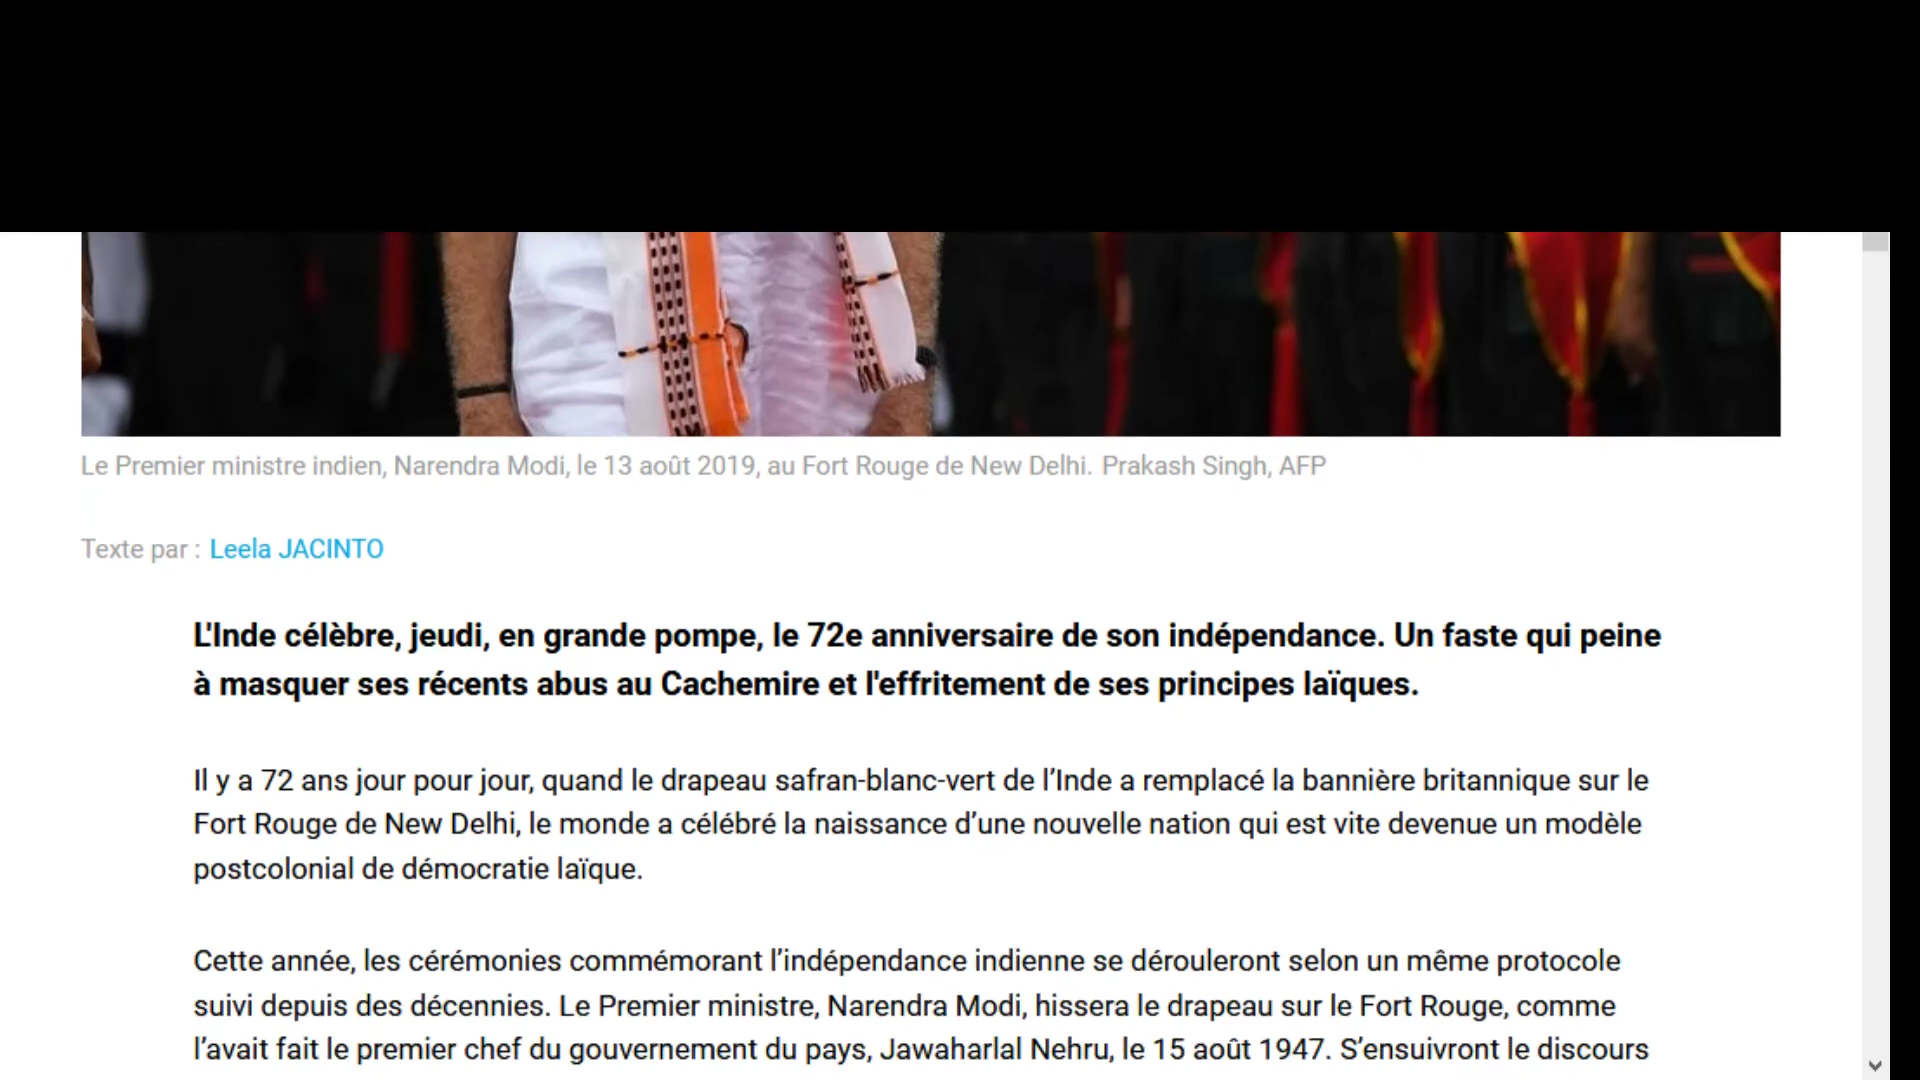 Le Premier ministre indien, Narendra Modi, le 13 août 2019, au Fort Rouge de New Delhi. Prakash Singh, AFP
Texte par : Leela JACINTO
L'Inde célèbre, jeudi, en grande pompe, le 72e anniversaire de son indépendance. Un faste qui peine
à masquer ses récents abus au Cachemire et l'effritement de ses principes laïques.
Il y a 72 ans jour pour jour, quand le drapeau safran-blanc-vert de l’Inde a remplacé la bannière britannique sur le
Fort Rouge de New Delhi, le monde a célébré la naissance d’une nouvelle nation qui est vite devenue un modèle
postcolonial de démocratie laïque.
Cette année, les cérémonies commémorant l’indépendance indienne se dérouleront selon un même protocole
suivi depuis des décennies. Le Premier ministre, Narendra Modi, hissera le drapeau sur le Fort Rouge, comme
l’avait fait le premier chef du gouvernement du pays, Jawaharlal Nehru, le 15 août 1947. S’ensuivront le discours